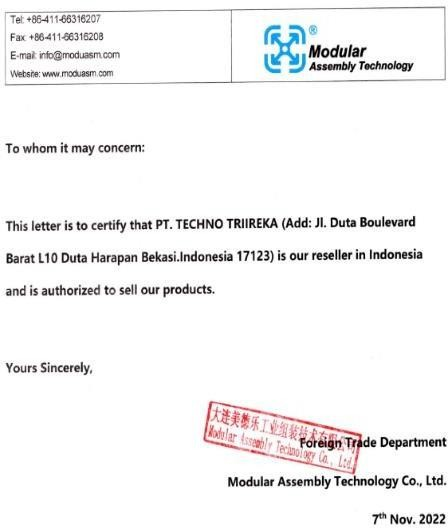 Tel: +86-411-66316207
Fax: +86-411-66316208
E-mail: info@moduasm.com
Website: www.moduasm.com
®
Modular
Assembly Technology
To whom it may concern:
This letter is to certify that PT. TECHNO TRIIREKA (Add: Jl. Duta Boulevard
Barat L10 Duta Harapan Bekasi.Indonesia 17123) is our reseller in Indonesia
and is authorized to sell our products.
Yours Sincerely,
大连美德乐工业组装技术有限公司
Modular Assembly Technology Co., Ltd.
Foreign Trade Department
Modular Assembly Technology Co., Ltd.
7th Nov. 2022